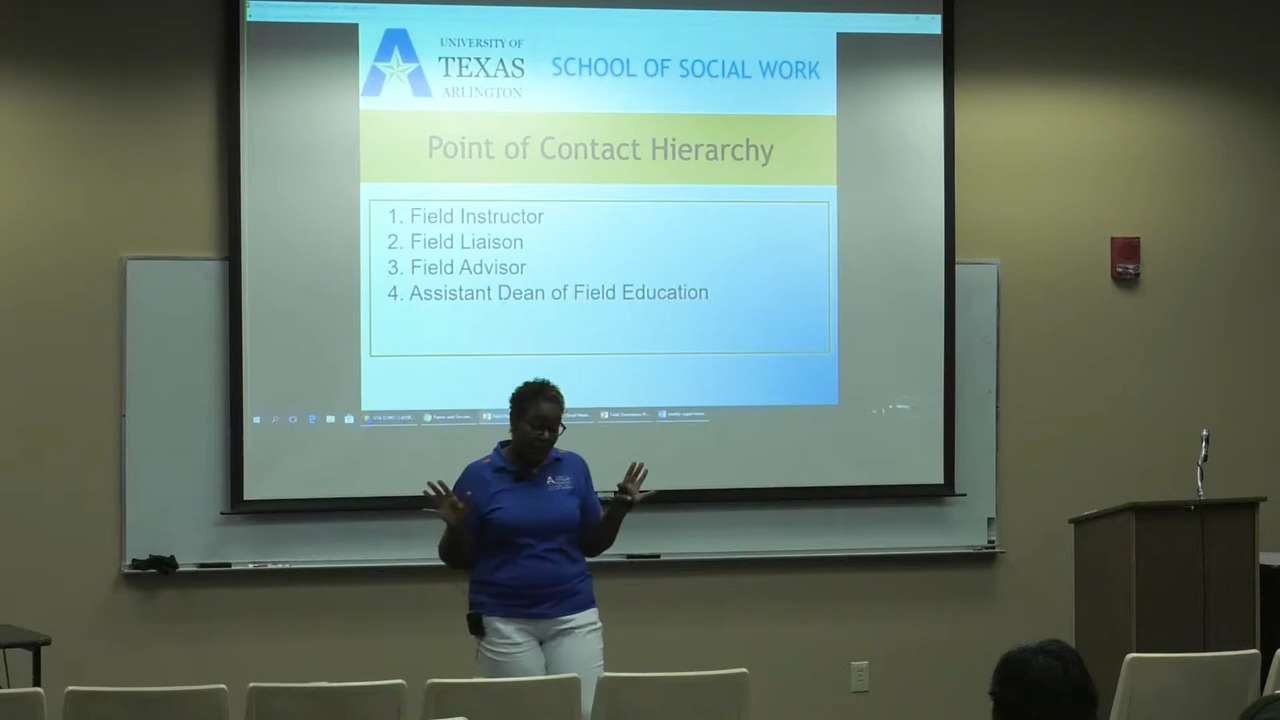 UNIVERSITY OF
TEXAS
ARLINGTON
SCHOOL OF SOCIAL WORK
Point of Contact Hierarchy
1. Field Instructor
2. Field Liaison
3. Field Advisor
4. Assistant Dean of Field Education